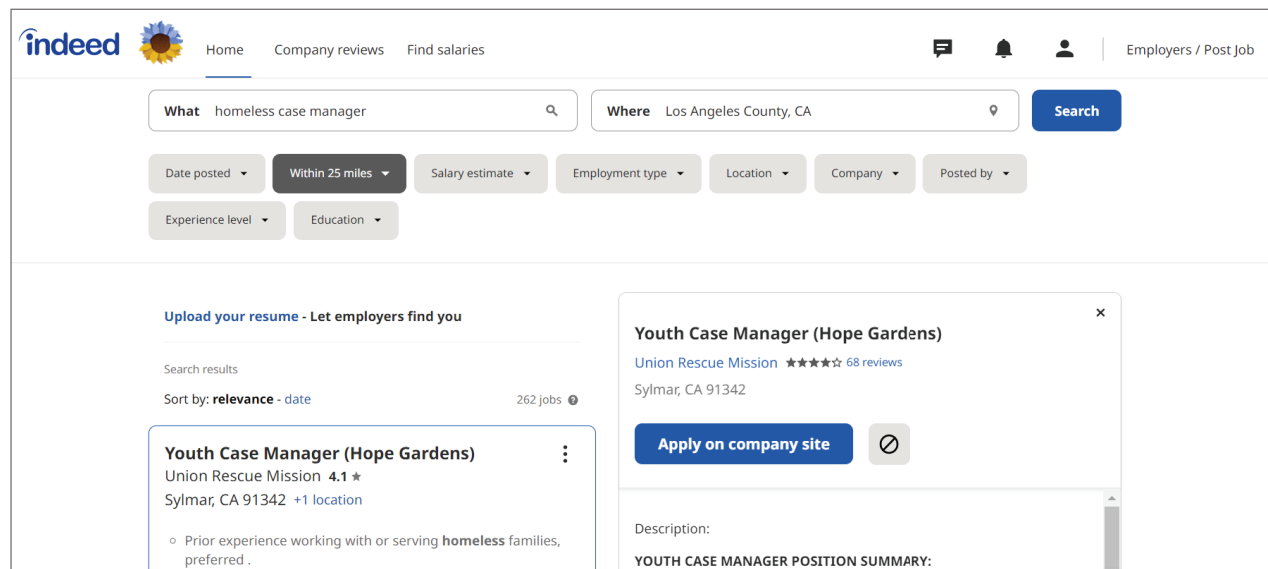 indeed
Home Company reviews Find salaries Employers / Post Job
What homeless case manager Where Los Angeles County, CA Search
Date posted Within 25 miles Salary estimate Employment type Location Company Posted by
Experience level Education
Upload your resume - Let employers find you
Search results
Sort by: relevance - date 262 jobs ?
Youth Case Manager (Hope Gardens)
Union Rescue Mission 4.1 ★
Sylmar, CA 91342 +1 location
Prior experience working with or serving homeless families,
preferred .
×
Youth Case Manager (Hope Gardens)
Union Rescue Mission ★★★★☆ 68 reviews
Sylmar, CA 91342
Apply on company site
Description:
YOUTH CASE MANAGER POSITION SUMMARY: